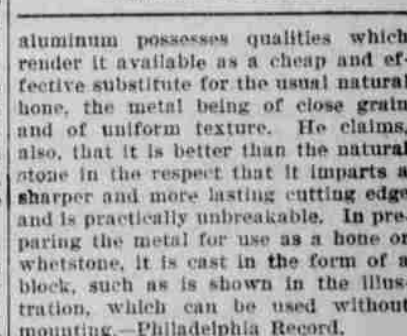 aluminum possesses qualities which
render it available as a cheap and ef-
fective substitute for the usual natural
hone, the metal being of close grain
and of uniform texture. He claims,
also, that it is better than the natural
stone in the respect that it imparts a
sharper and more lasting cutting edge
and is practically unbreakable. In pre-
paring the metal for use as a hone or
whetstone, it is cast in the form of a
block, such as is shown in the illus-
tration, which can be used without
mounting.—Philadelphia Record.